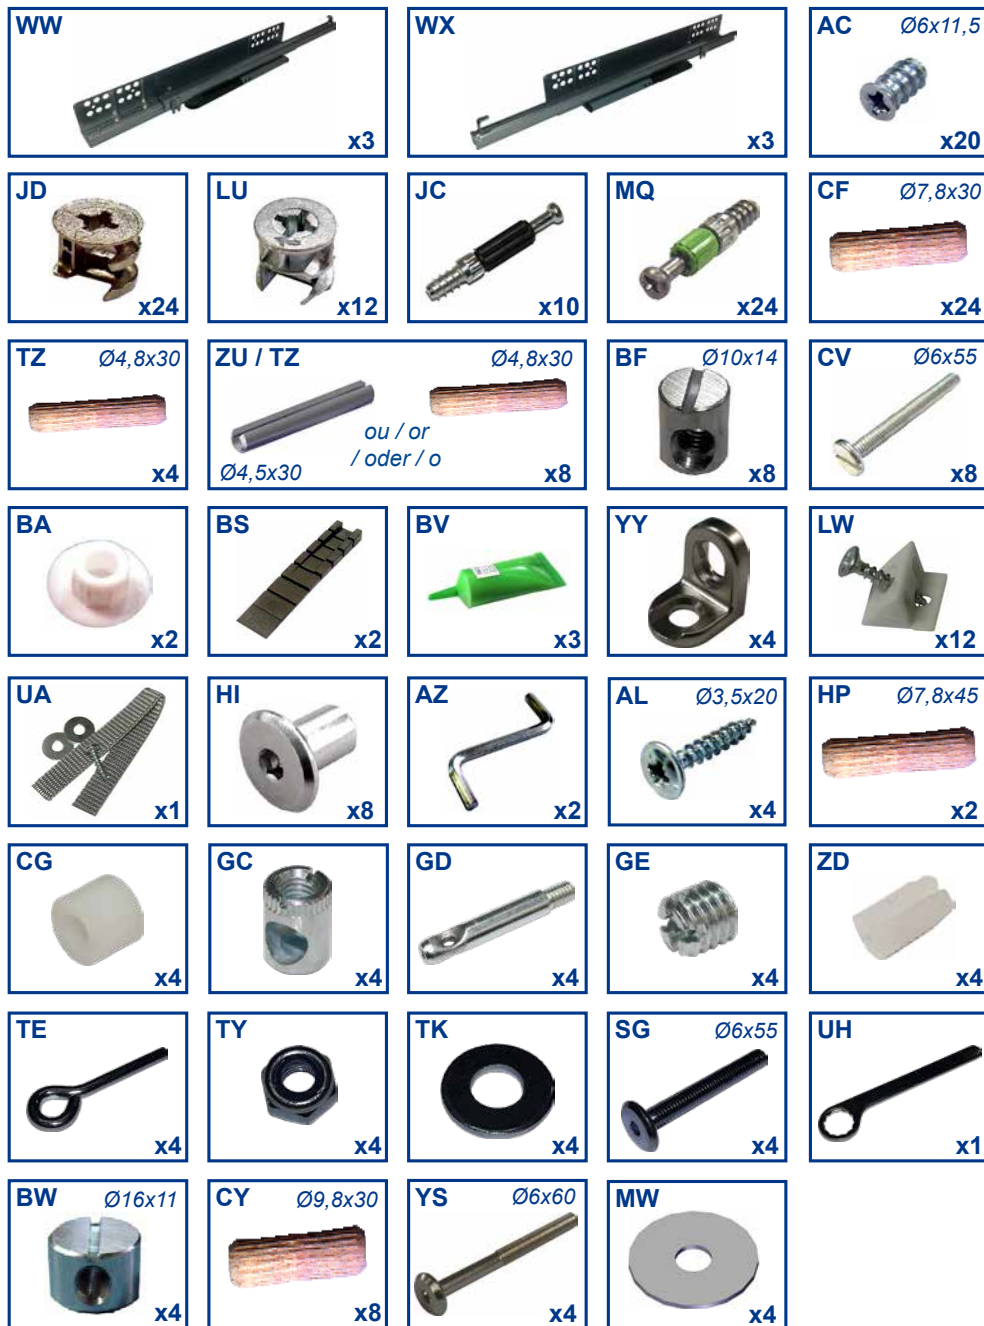 WW
x3
WX
x3
AC Ø6x11,5
x20
JD
x24
LU
x12
JC
x10
MQ
x24
CF Ø7,8x30
x24
TZ Ø4,8x30
x4
ZU / TZ Ø4,8x30
ou / or
/ oder / o
Ø4,5x30
x8
BF Ø10x14
x8
CV Ø6x55
x8
BA
x2
BS
x2
BV
x3
YY
x4
LW
x12
UA
x1
HI
x8
AZ
x2
AL Ø3,5x20
x4
HP Ø7,8x45
x2
CG
x4
GC
x4
GD
x4
GE
x4
ZD
x4
TE
x4
TY
x4
TK
x4
SG Ø6x55
x4
UH
x1
BW Ø16x11
x4
CY Ø9,8x30
x8
YS Ø6x60
x4
MW
x4